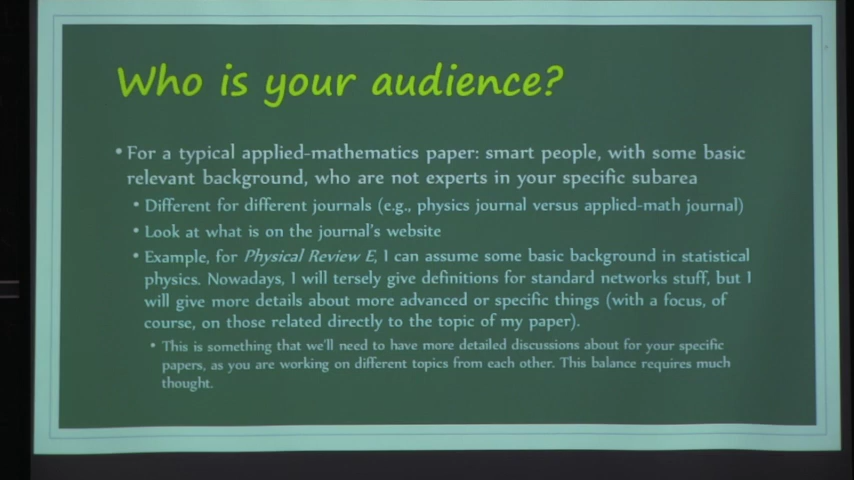 Who is your audience?
• For a typical applied-mathematics paper: smart people, with some basic
relevant background, who are not experts in your specific subarea
• Different for different journals (e.g., physics journal versus applied-math journal)
• Look at what is on the journal's website
• Example, for Physical Review E, I can assume some basic background in statistical
physics. Nowadays, I will tersely give definitions for standard networks stuff, but I
will give more details about more advanced or specific things (with a focus, of
course, on those related directly to the topic of my paper).
• This is something that we'll need to have more detailed discussions about for your specific
papers, as you are working on different topics from each other. This balance requires much
thought.